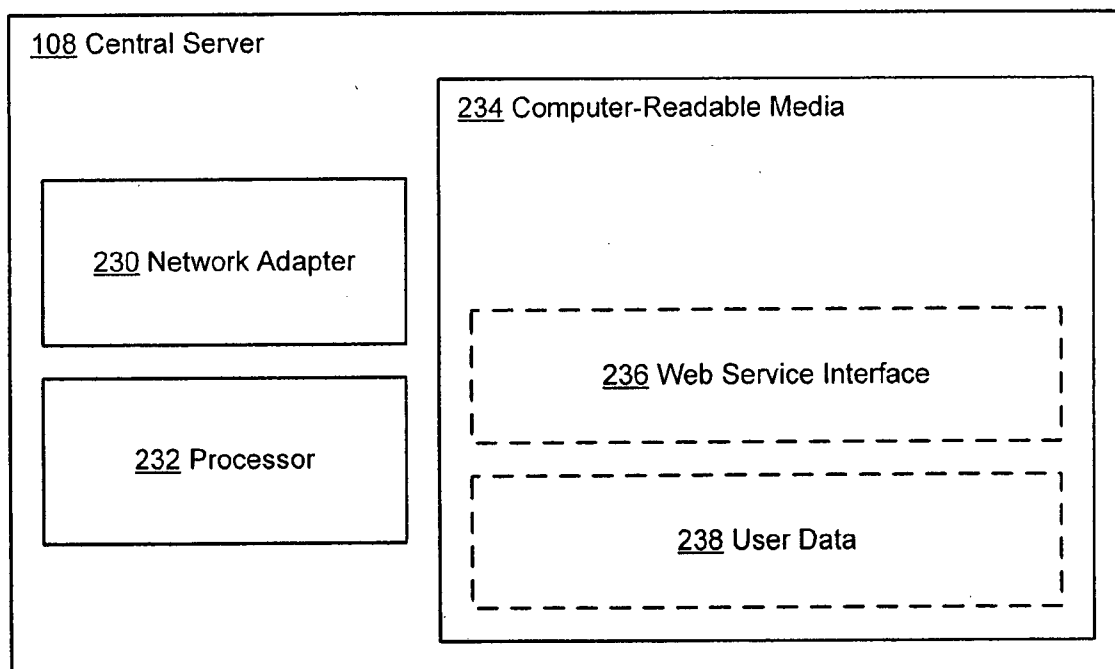 108 Central Server
234 Computer-Readable Media
230 Network Adapter
236 Web Service Interface
232 Processor
238 User Data